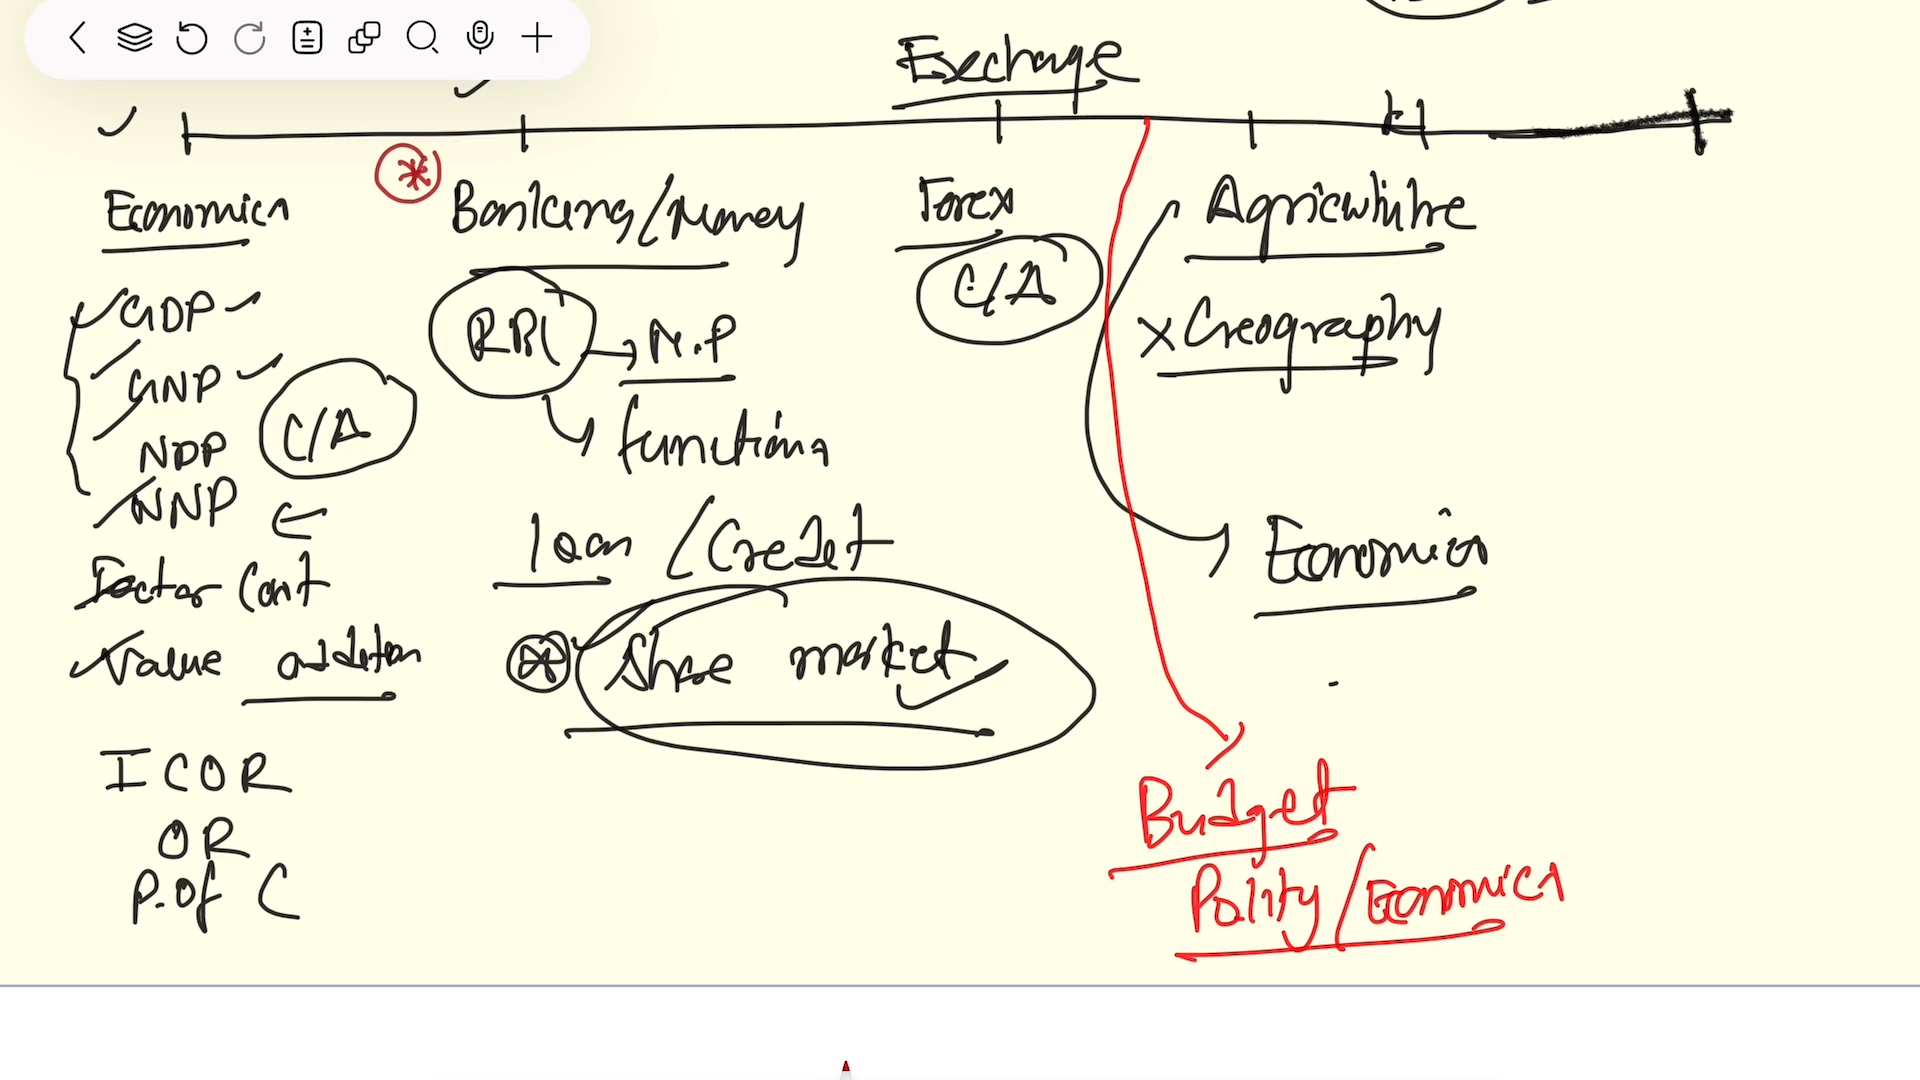 Exchange
Economics
GDP
GNP
C/A
NDP
NNP
Factor Cost
Value addition
ICOR
OR
P.of C
Banking/Money
RBI → M.P
functions
loan /Credit
Share market
Forex
C/A
Agriculture
x Geography
Economics
Budget
Polity/Economics